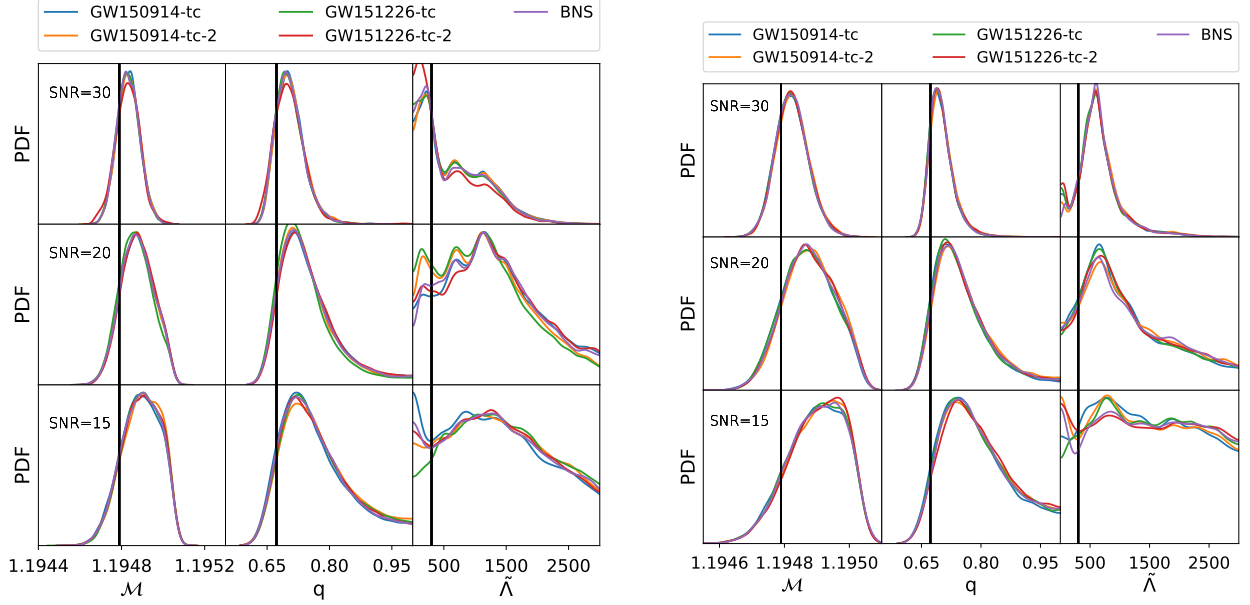 GW150914-tc GW151226-tc BNS
GW150914-tc-2 GW151226-tc-2
SNR=30
PDF
SNR=20
PDF
SNR=15
PDF
1.1944 1.1948 1.1952 0.65 0.80 0.95 500 1500 2500
ℳ q Λ̃
GW150914-tc GW151226-tc BNS
GW150914-tc-2 GW151226-tc-2
SNR=30
PDF
SNR=20
PDF
SNR=15
PDF
1.1946 1.1948 1.1950 0.65 0.80 0.95 500 1500 2500
ℳ q Λ̃